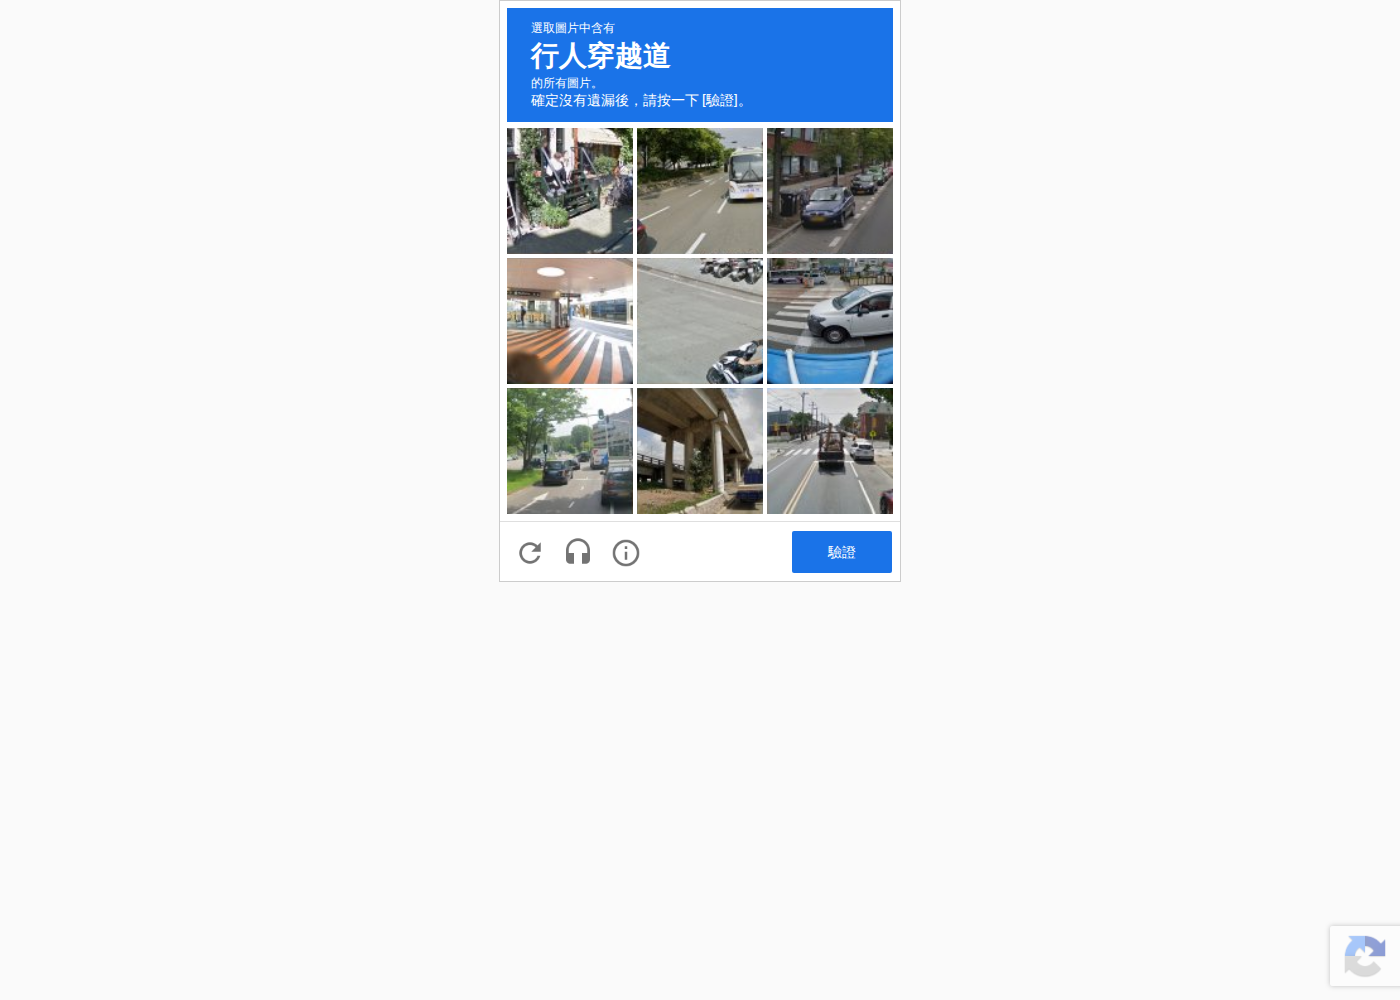 選取圖片中含有
行人穿越道
的所有圖片。
確定沒有遺漏後，請按一下 [驗證]。
驗證